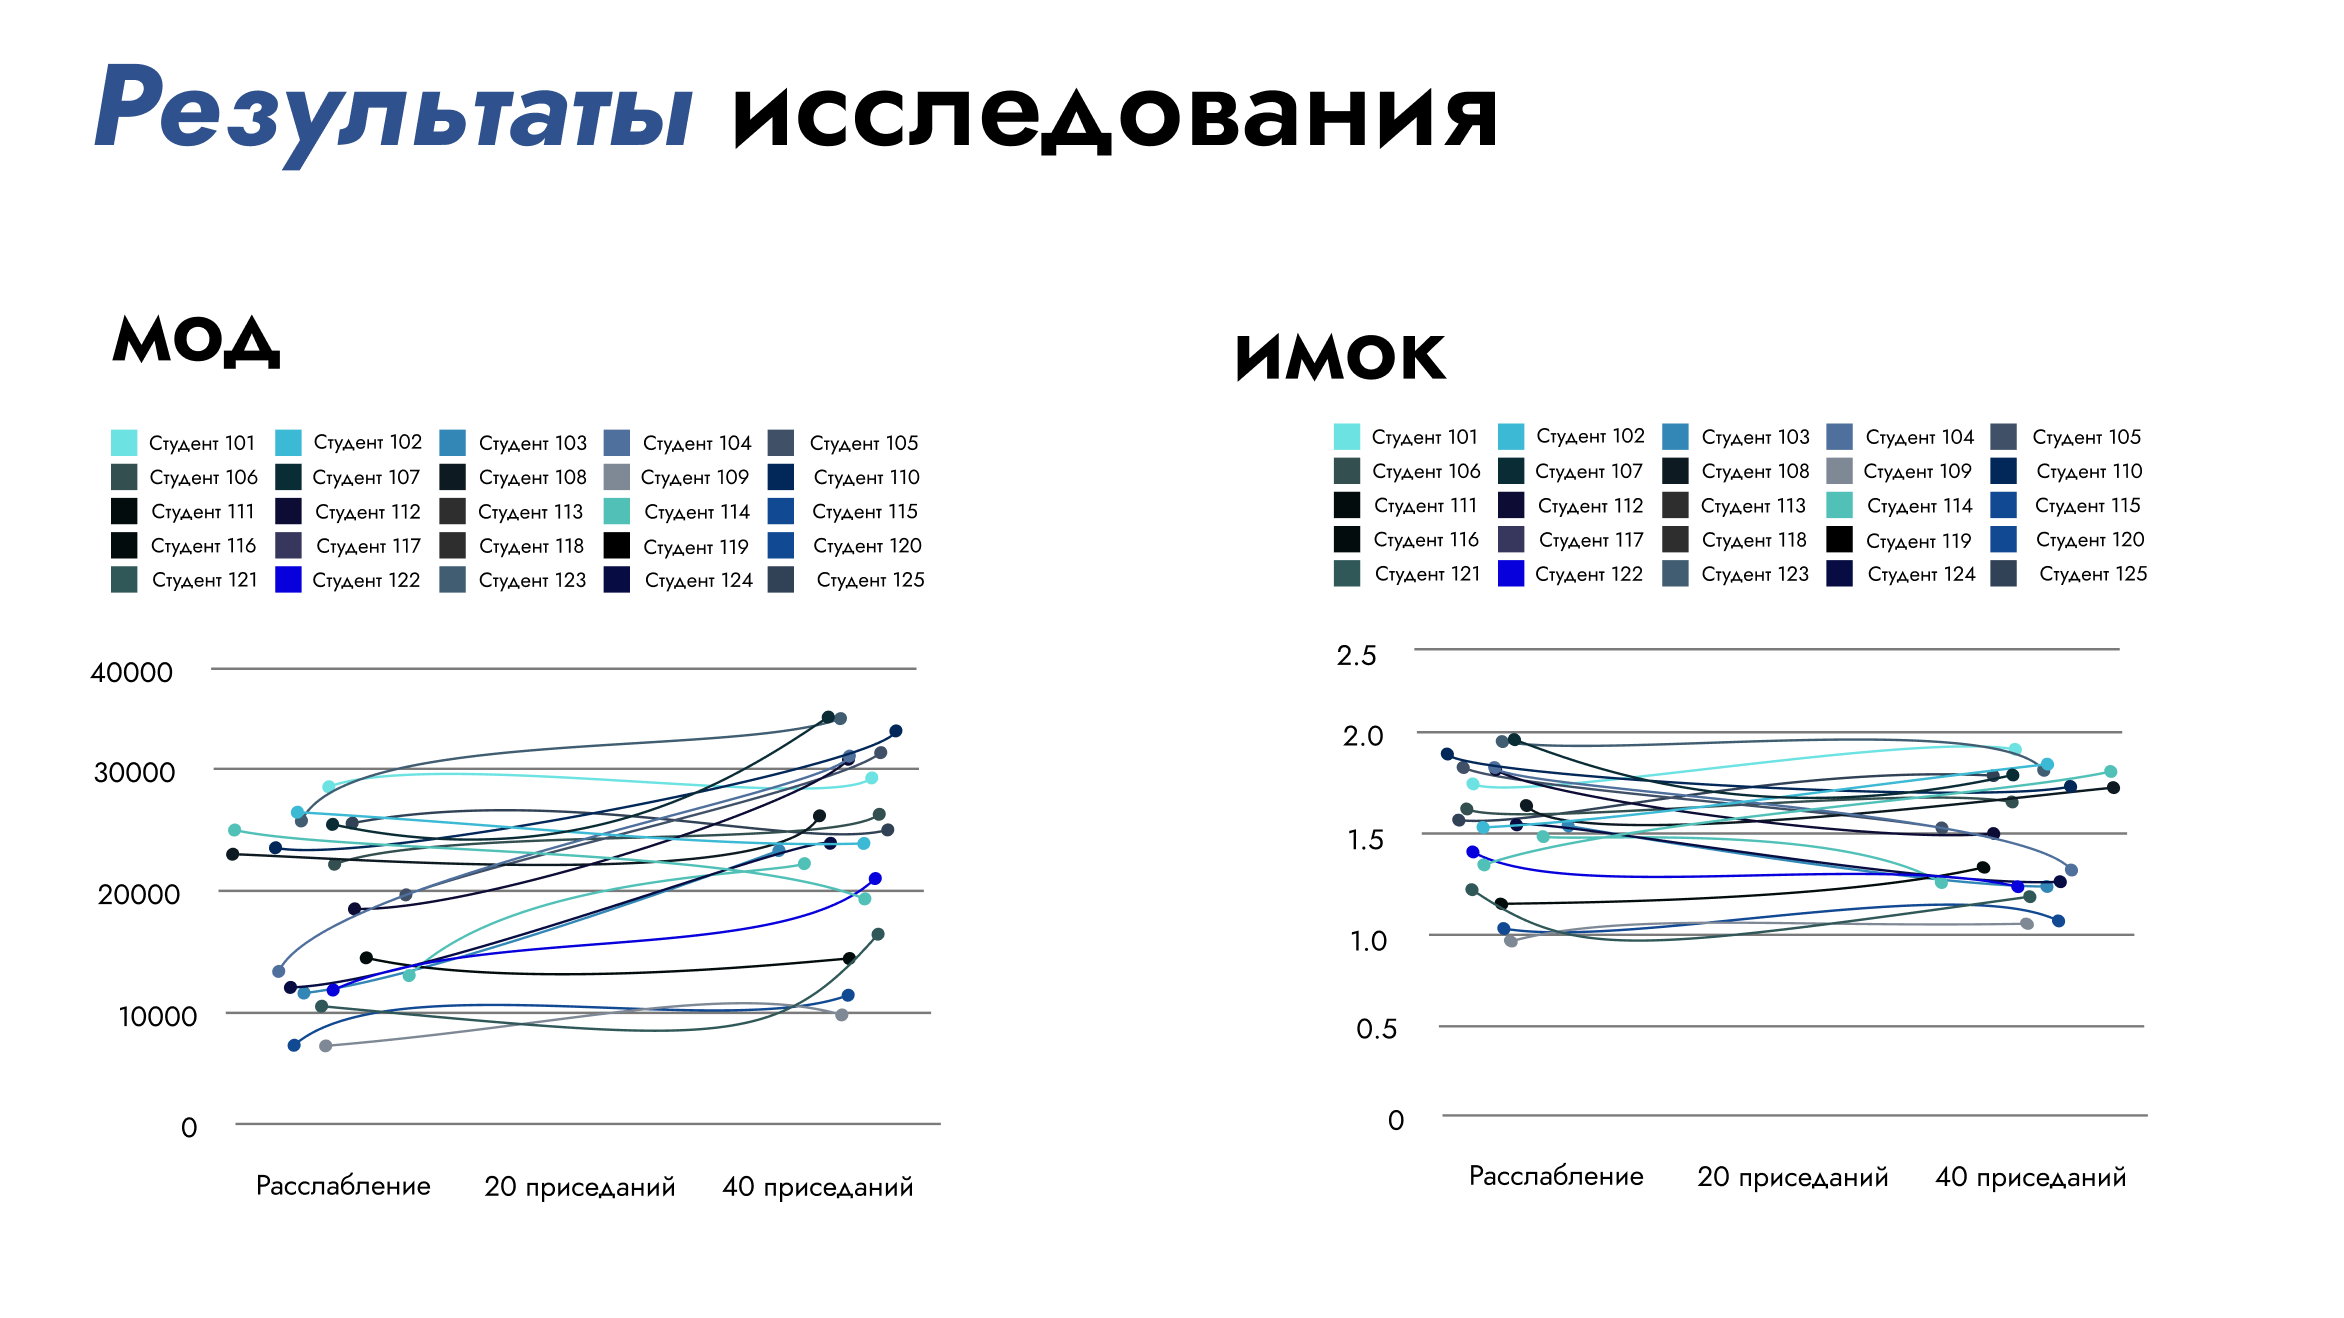 Результаты исследования
мод
Студент 101 Студент 102 Студент 103 Студент 104 Студент 105
Студент 106 Студент 107 Студент 108 Студент 109 Студент 110
Студент 111 Студент 112 Студент 113 Студент 114 Студент 115
Студент 116 Студент 117 Студент 118 Студент 119 Студент 120
Студент 121 Студент 122 Студент 123 Студент 124 Студент 125
40000
30000
20000
10000
0
Расслабление 20 приседаний 40 приседаний
имок
Студент 101 Студент 102 Студент 103 Студент 104 Студент 105
Студент 106 Студент 107 Студент 108 Студент 109 Студент 110
Студент 111 Студент 112 Студент 113 Студент 114 Студент 115
Студент 116 Студент 117 Студент 118 Студент 119 Студент 120
Студент 121 Студент 122 Студент 123 Студент 124 Студент 125
2.5
2.0
1.5
1.0
0.5
0
Расслабление 20 приседаний 40 приседаний